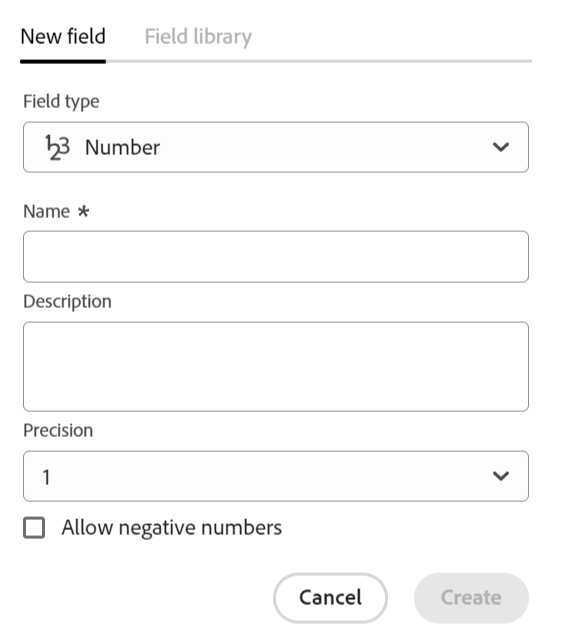 New field Field library
Field type
123 Number
Name *
Description
Precision
1
Allow negative numbers
Cancel Create